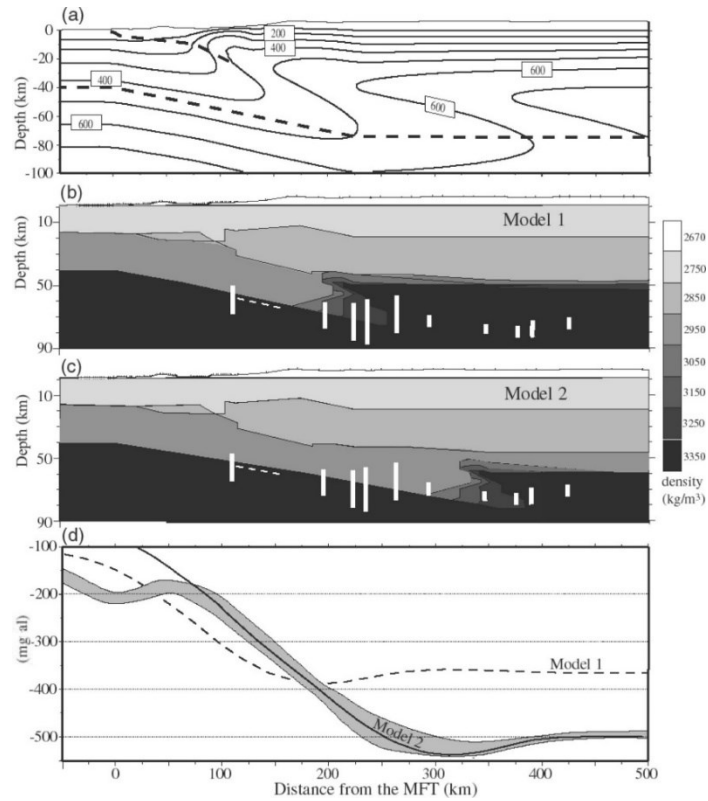 (a)
0
-20
-40
-60
-80
-100
Depth (km)
200
400
400
600
600
600
600
(b)
10
50
90
Depth (km)
Model 1
(c)
10
50
90
Depth (km)
Model 2
2670
2750
2850
2950
3050
3150
3250
3350
density
(kg/m³)
(d)
-100
-200
-300
-400
-500
(mg al)
Model 1
Model 2
0 100 200 300 400 500
Distance from the MFT (km)